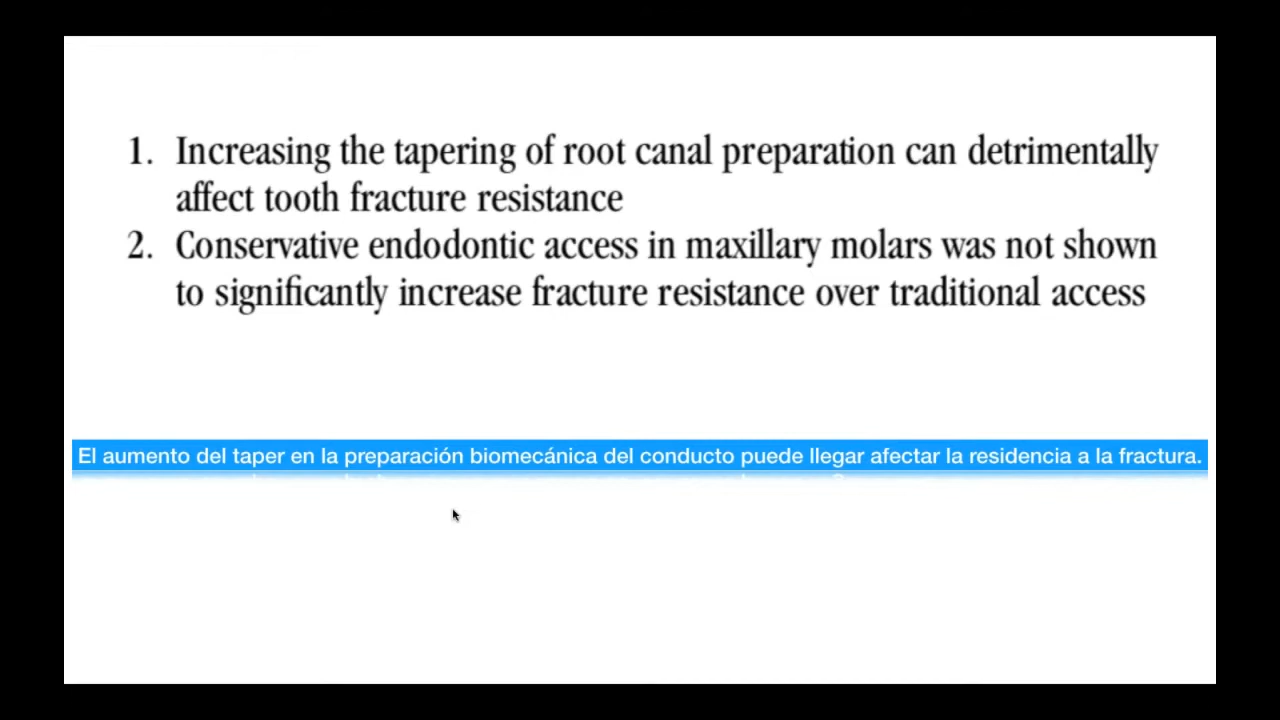 1. Increasing the tapering of root canal preparation can detrimentally
affect tooth fracture resistance
2. Conservative endodontic access in maxillary molars was not shown
to significantly increase fracture resistance over traditional access
El aumento del taper en la preparación biomecánica del conducto puede llegar afectar la residencia a la fractura.